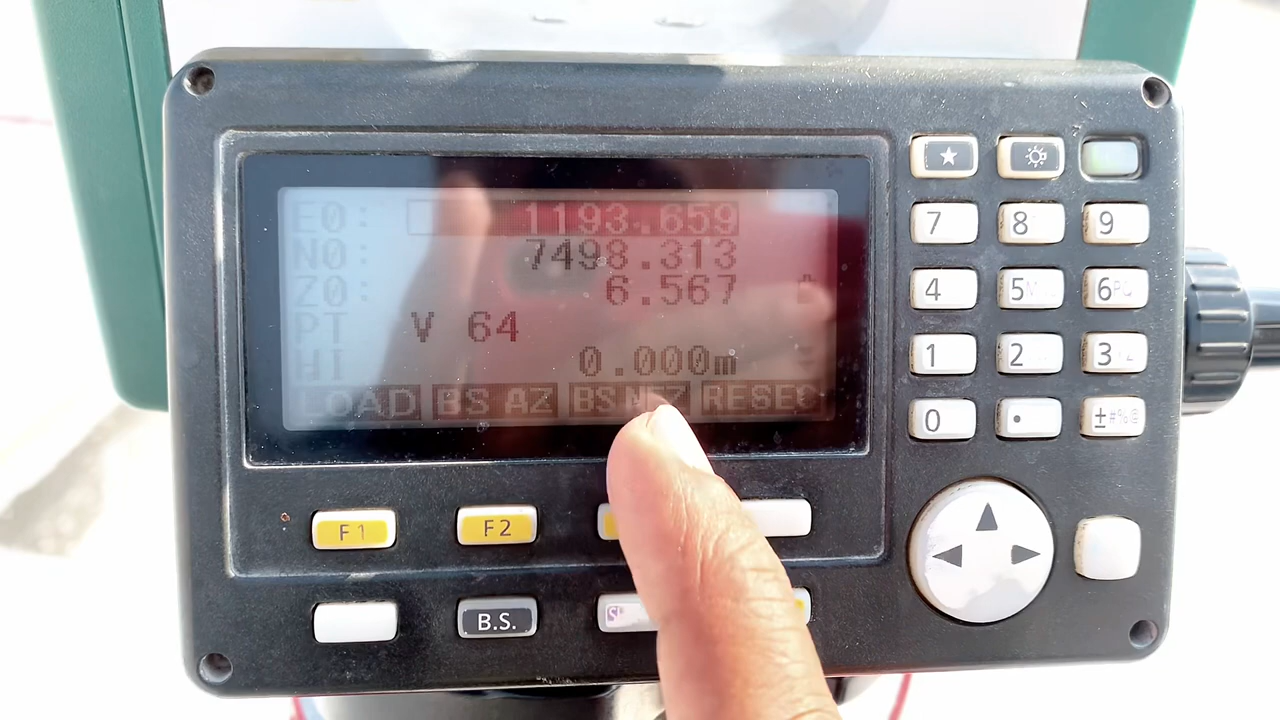 E0: 1193.659
N0: 7498.313
Z0: 6.567
PT V 64
HI 0.000m
LOAD BS AZ BS NEZ RESEC
7 8 9
4 5 6
1 2 3
0 . ±#%@
F1 F2
B.S.